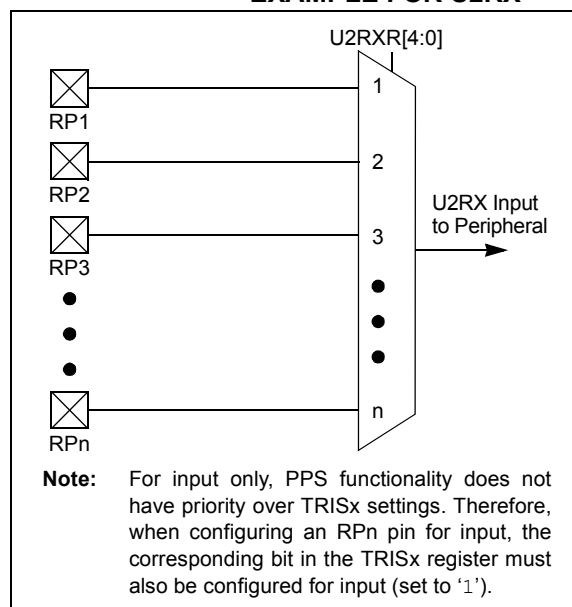 U2RXR[4:0]
RP1
1
RP2
2
RP3
3
U2RX Input
to Peripheral
RPn
n
Note: For input only, PPS functionality does not
have priority over TRISx settings. Therefore,
when configuring an RPn pin for input, the
corresponding bit in the TRISx register must
also be configured for input (set to ‘1’).